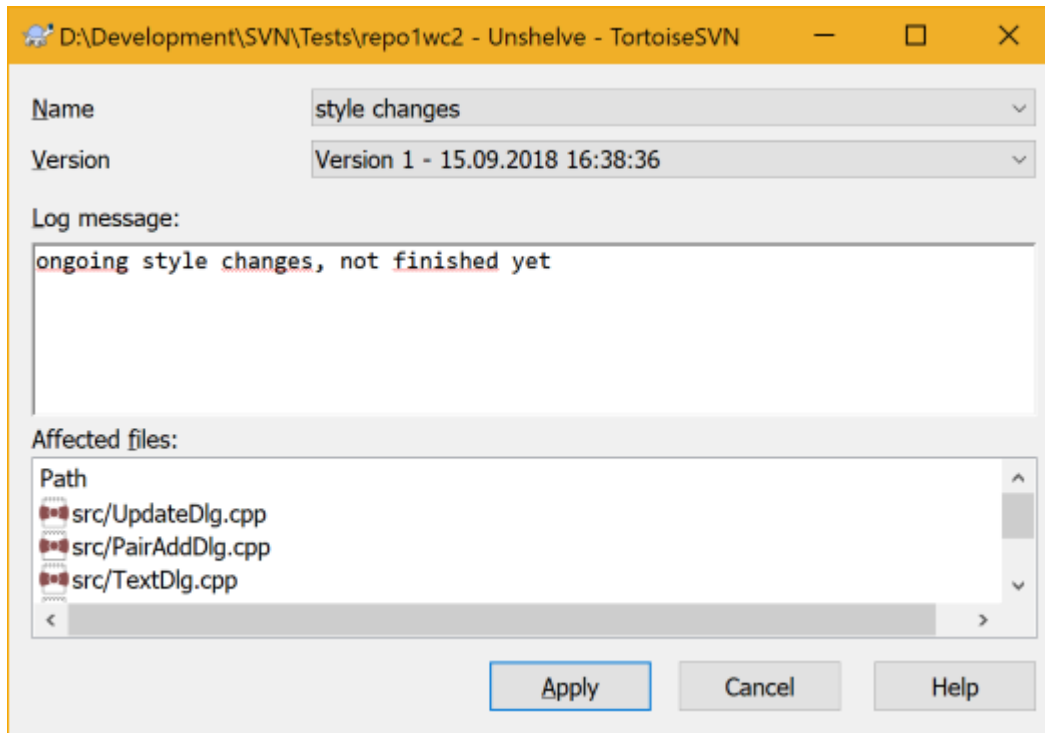 D:\Development\SVN\Tests\repo1wc2 - Unshelve - TortoiseSVN
Name style changes
Version Version 1 - 15.09.2018 16:38:36
Log message:
ongoing style changes, not finished yet
Affected files:
Path
src/UpdateDlg.cpp
src/PairAddDlg.cpp
src/TextDlg.cpp
Apply Cancel Help